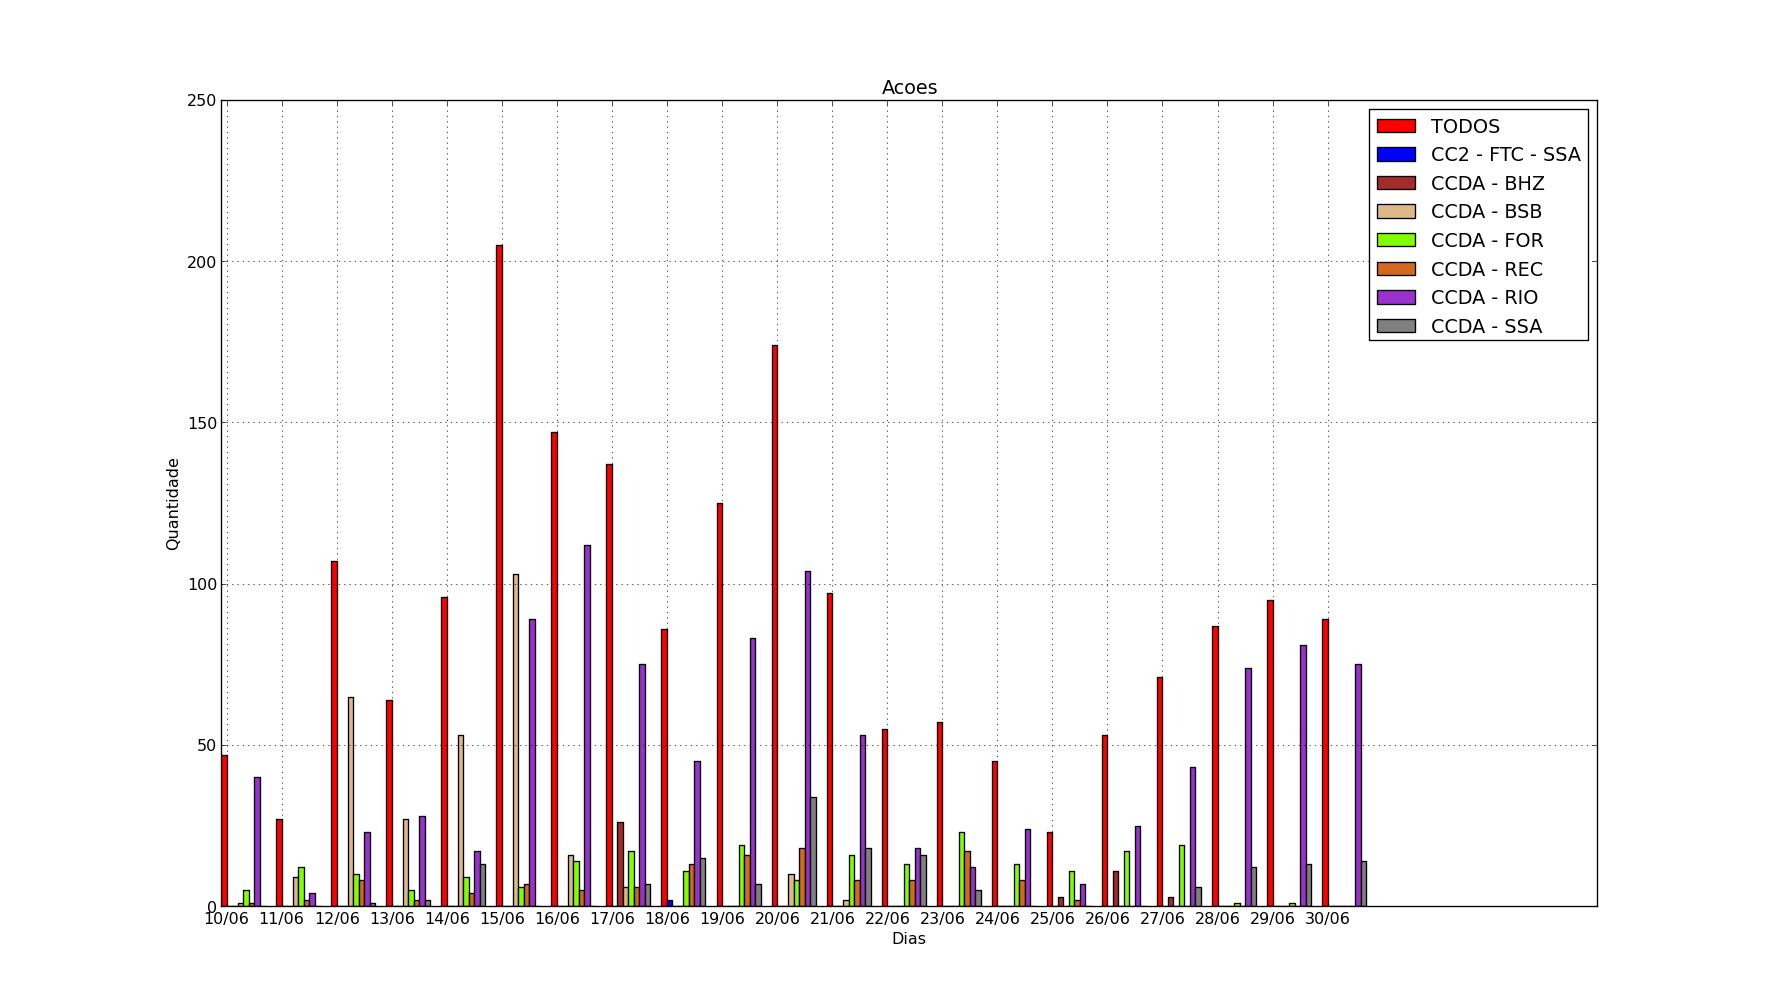 Acoes
250
200
150
100
50
0
Quantidade
TODOS
CC2 - FTC - SSA
CCDA - BHZ
CCDA - BSB
CCDA - FOR
CCDA - REC
CCDA - RIO
CCDA - SSA
10/06 11/06 12/06 13/06 14/06 15/06 16/06 17/06 18/06 19/06 20/06 21/06 22/06 23/06 24/06 25/06 26/06 27/06 28/06 29/06 30/06
Dias